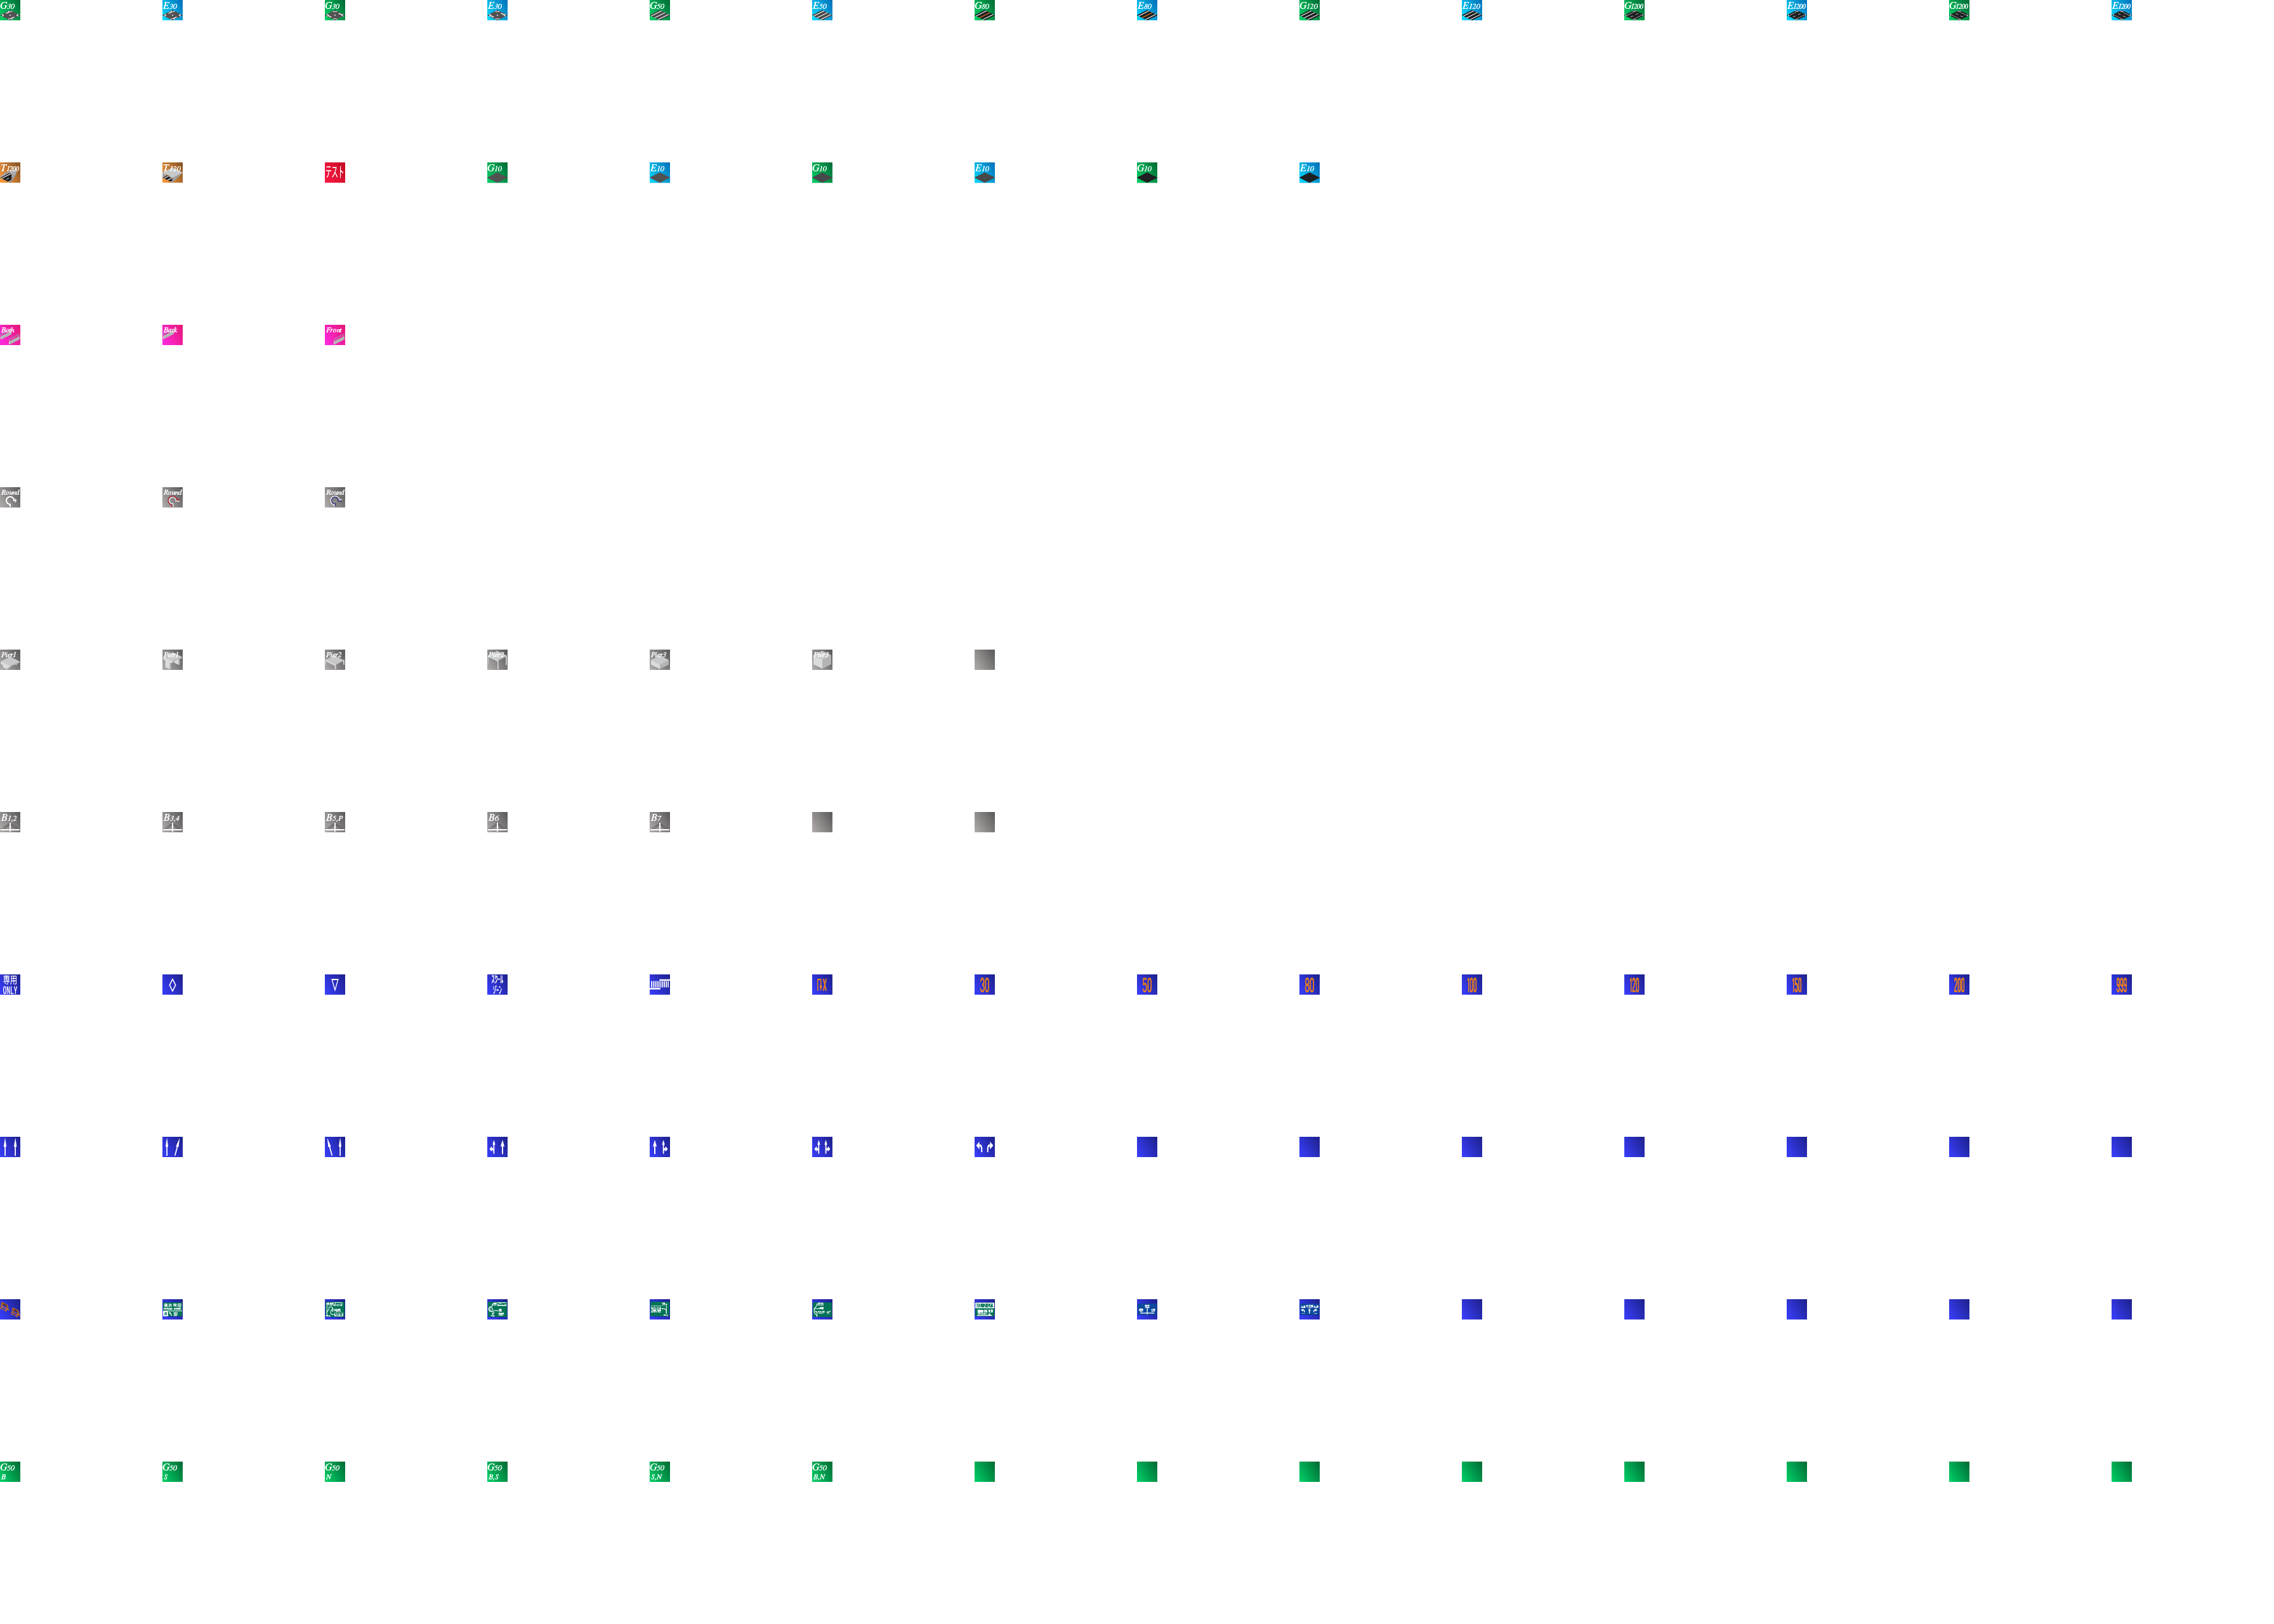 G30 E30 G30 E30 G50 E50 G80 E80 G120 E120 G1200 E1200 G1200 E1200
T1200 テスト G10 E10 G10 E10 G10 E10
Both Back Front
Round Round Round
Pier1 Pier1 Pier2 Pier2 Pier3 Pier3
B1,2 B3,4 B5,P B6 B7
専用 スクール
ONLY ゾーン 30 50 80 100 120 150 200 999
G50 G50 G50 G50 G50 G50
B S N B,S S,N B,N